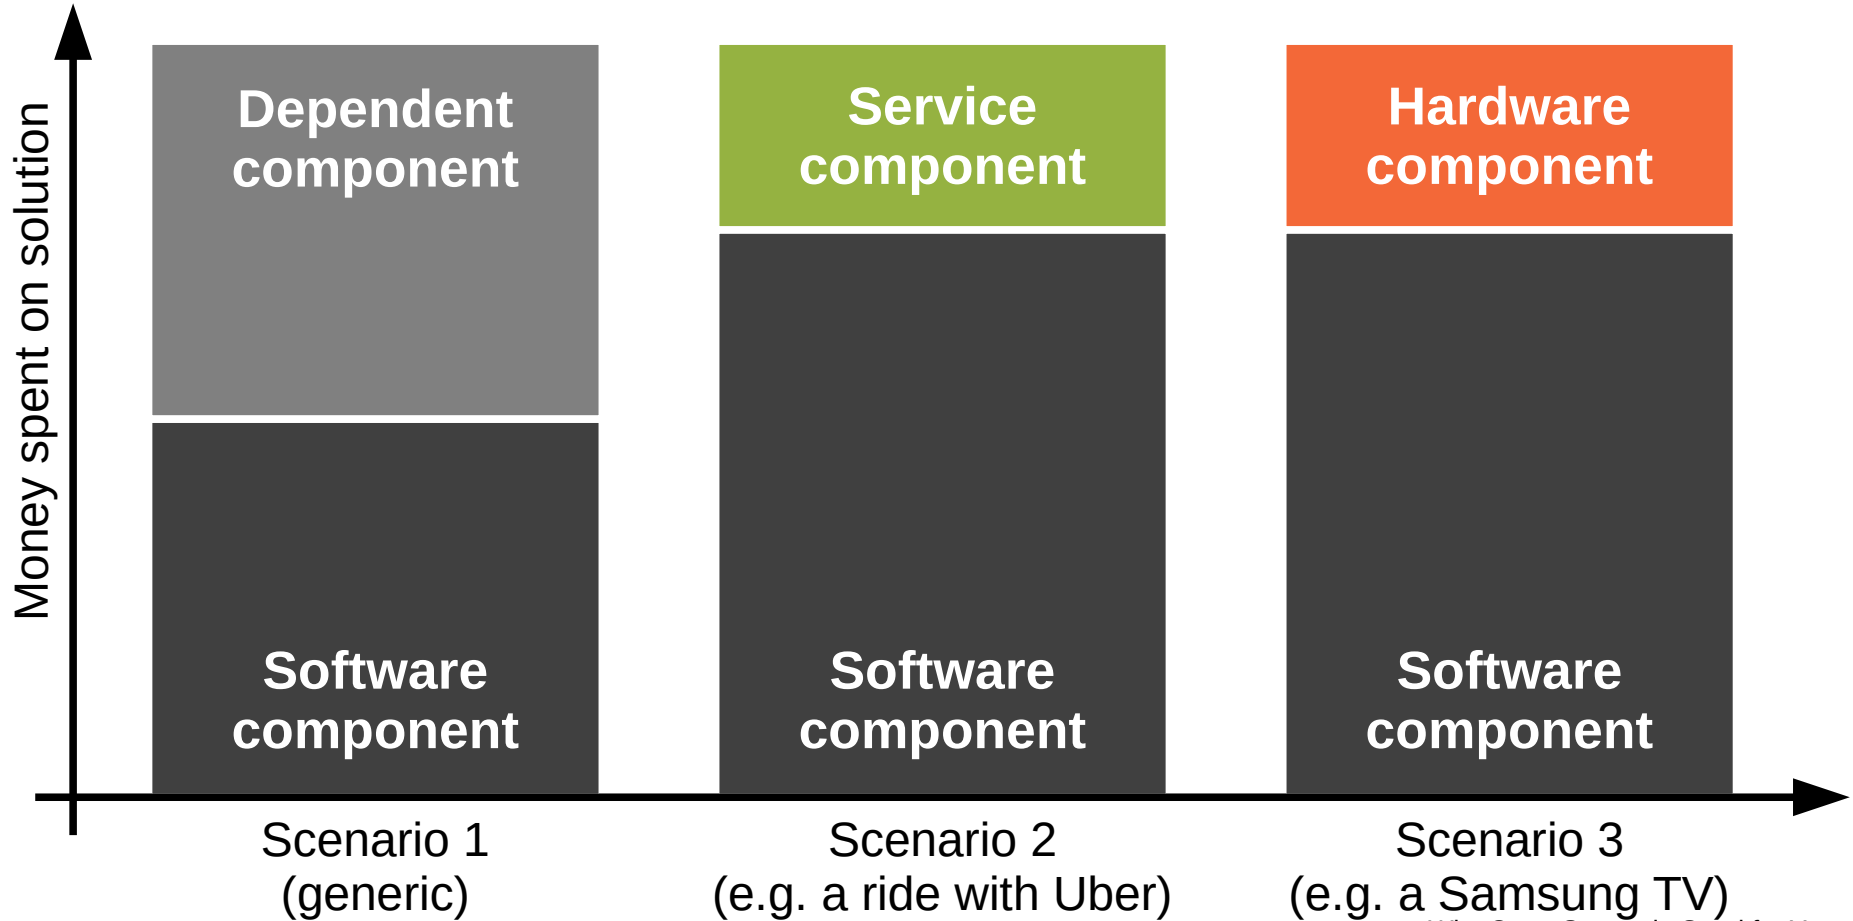 Money spent on solution
Dependent
component
Software
component
Service
component
Software
component
Hardware
component
Software
component
Scenario 1
(generic)
Scenario 2
(e.g. a ride with Uber)
Scenario 3
(e.g. a Samsung TV)